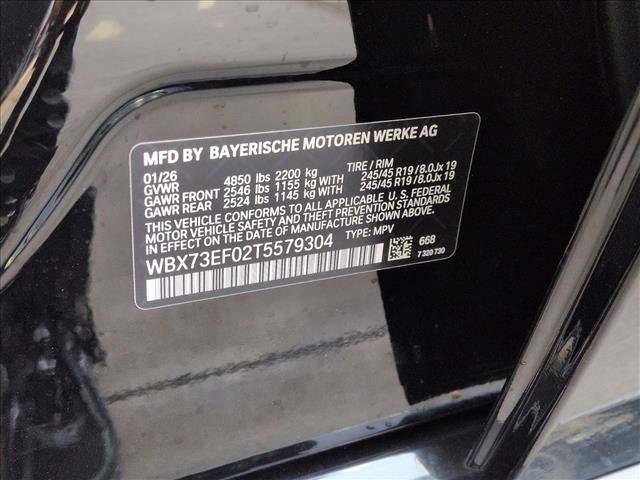 MFD BY BAYERISCHE MOTOREN WERKE AG
01/26 TIRE / RIM
GVWR 4850 lbs 2200 kg
GAWR FRONT 2546 lbs 1155 kg WITH 245/45 R19 / 8.0Jx 19
GAWR REAR 2524 lbs 1145 kg WITH 245/45 R19 / 8.0Jx 19
THIS VEHICLE CONFORMS TO ALL APPLICABLE U. S. FEDERAL
MOTOR VEHICLE SAFETY, BUMPER, AND THEFT PREVENTION STANDARDS
IN EFFECT ON THE DATE OF MANUFACTURE SHOWN ABOVE.
WBX73EF02T5579304 TYPE: MPV
668
7 320 730